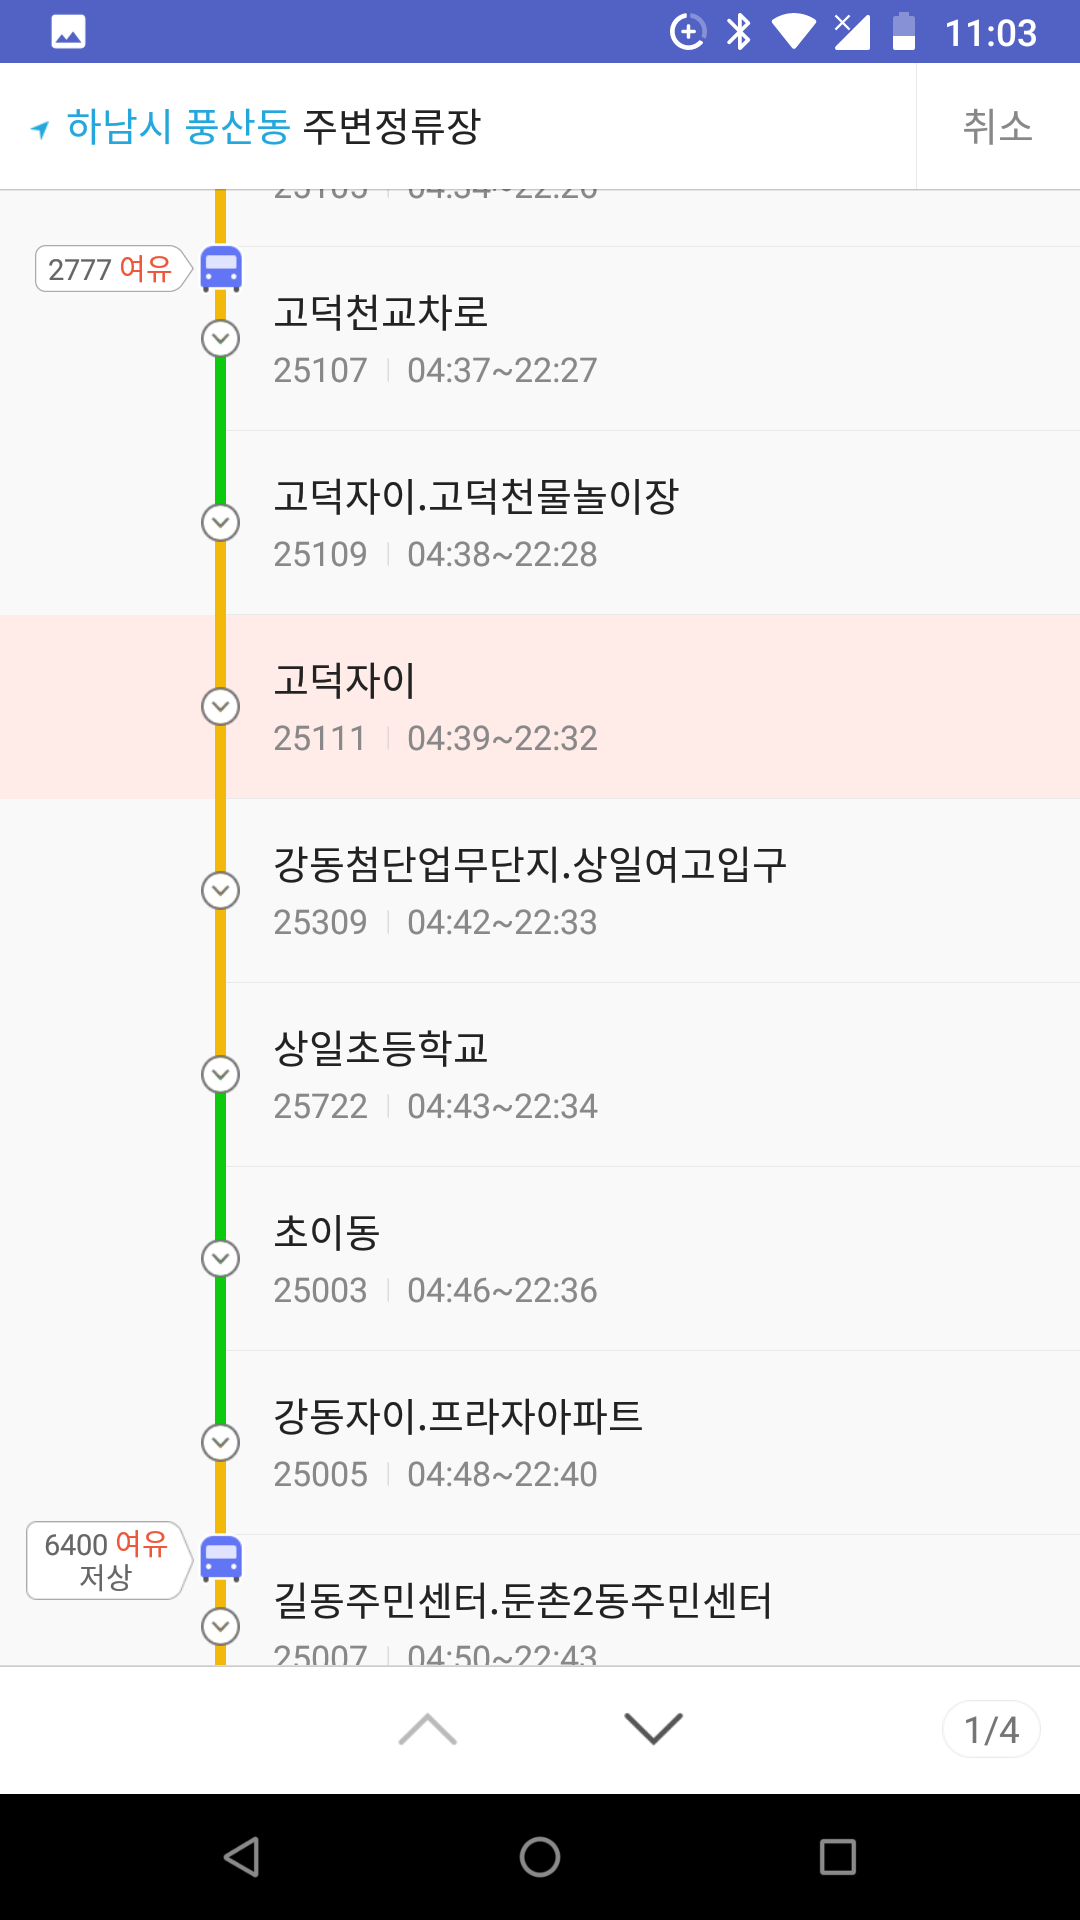 11:03
하남시 풍산동 주변정류장
취소
25105 04:34~22:26
2777 여유
고덕천교차로
25107 04:37~22:27
고덕자이.고덕천물놀이장
25109 04:38~22:28
고덕자이
25111 04:39~22:32
강동첨단업무단지.상일여고입구
25309 04:42~22:33
상일초등학교
25722 04:43~22:34
초이동
25003 04:46~22:36
강동자이.프라자아파트
25005 04:48~22:40
6400 여유
저상
길동주민센터.둔촌2동주민센터
25007 04:50~22:43
1/4